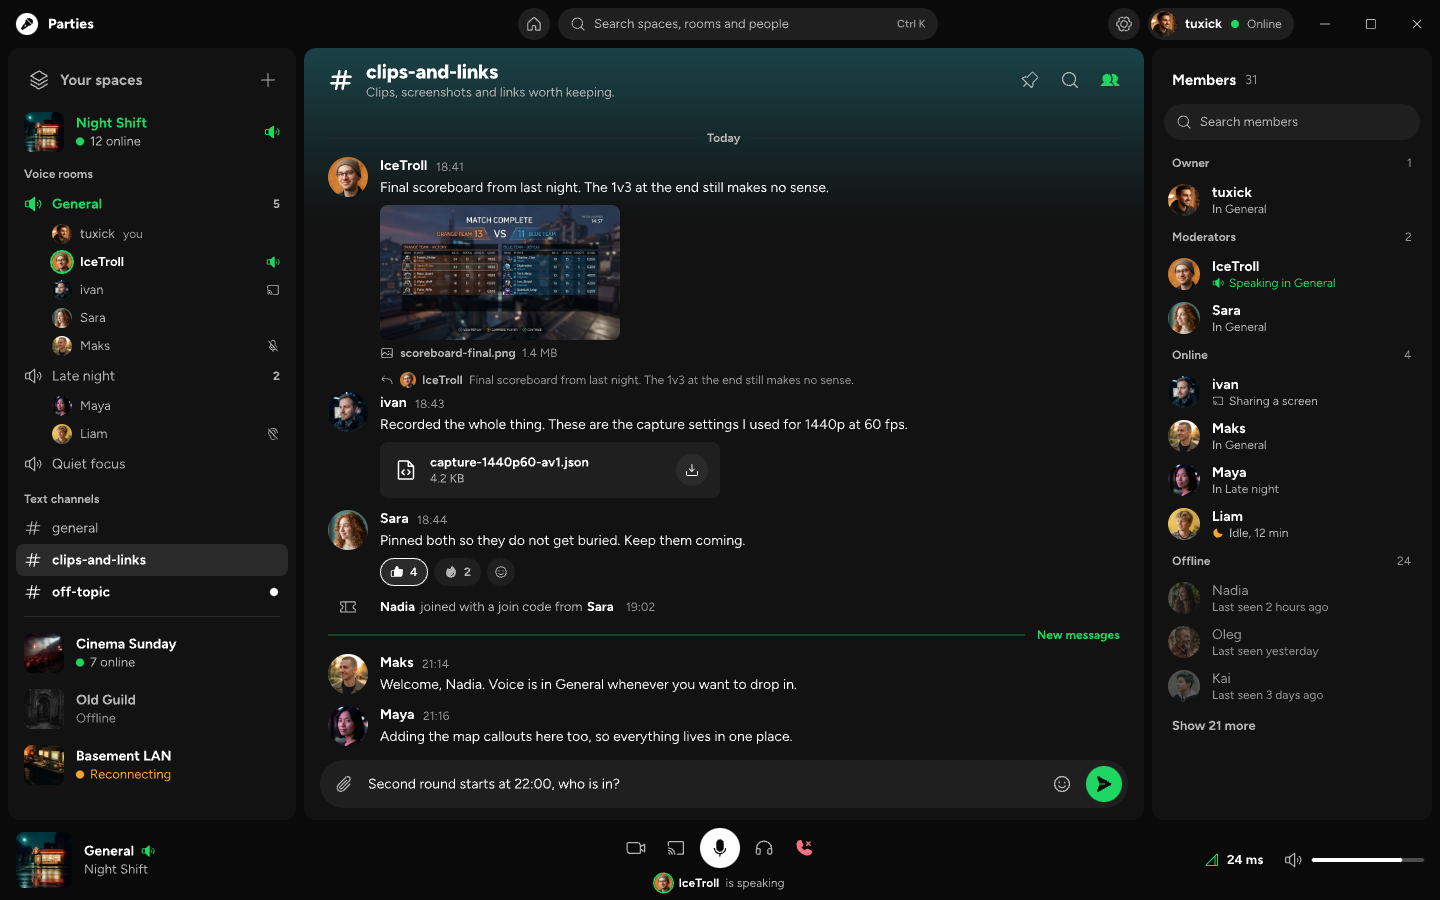 Parties
Search spaces, rooms and people
Ctrl K
tuxick
Online
Your spaces
Night Shift
12 online
Voice rooms
General
5
tuxick you
IceTroll
ivan
Sara
Maks
Late night
2
Maya
Liam
Quiet focus
Text channels
# general
# clips-and-links
# off-topic
Cinema Sunday
7 online
Old Guild
Offline
Basement LAN
Reconnecting
# clips-and-links
Clips, screenshots and links worth keeping.
Today
IceTroll 18:41
Final scoreboard from last night. The 1v3 at the end still makes no sense.
MATCH COMPLETE
ORANGE TEAM 13 VS 11 BLUE TEAM
14:37
scoreboard-final.png 1.4 MB
IceTroll Final scoreboard from last night. The 1v3 at the end still makes no sense.
ivan 18:43
Recorded the whole thing. These are the capture settings I used for 1440p at 60 fps.
capture-1440p60-av1.json
4.2 KB
Sara 18:44
Pinned both so they do not get buried. Keep them coming.
4
2
Nadia joined with a join code from Sara 19:02
New messages
Maks 21:14
Welcome, Nadia. Voice is in General whenever you want to drop in.
Maya 21:16
Adding the map callouts here too, so everything lives in one place.
Second round starts at 22:00, who is in?
Members 31
Search members
Owner 1
tuxick
In General
Moderators 2
IceTroll
Speaking in General
Sara
In General
Online 4
ivan
Sharing a screen
Maks
In General
Maya
In Late night
Liam
Idle, 12 min
Offline 24
Nadia
Last seen 2 hours ago
Oleg
Last seen yesterday
Kai
Last seen 3 days ago
Show 21 more
General
Night Shift
IceTroll is speaking
24 ms